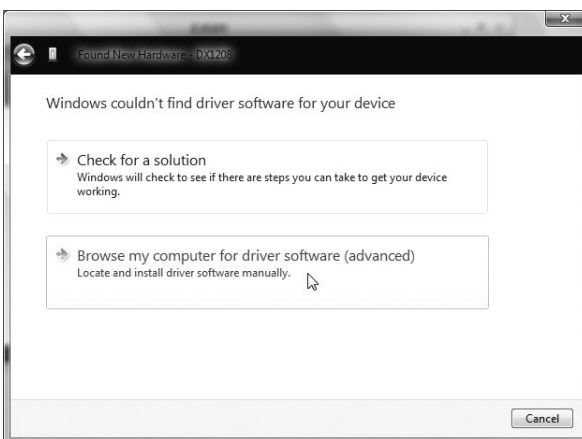 Found New Hardware - DX1208
Windows couldn't find driver software for your device
Check for a solution
Windows will check to see if there are steps you can take to get your device
working.
Browse my computer for driver software (advanced)
Locate and install driver software manually.
Cancel